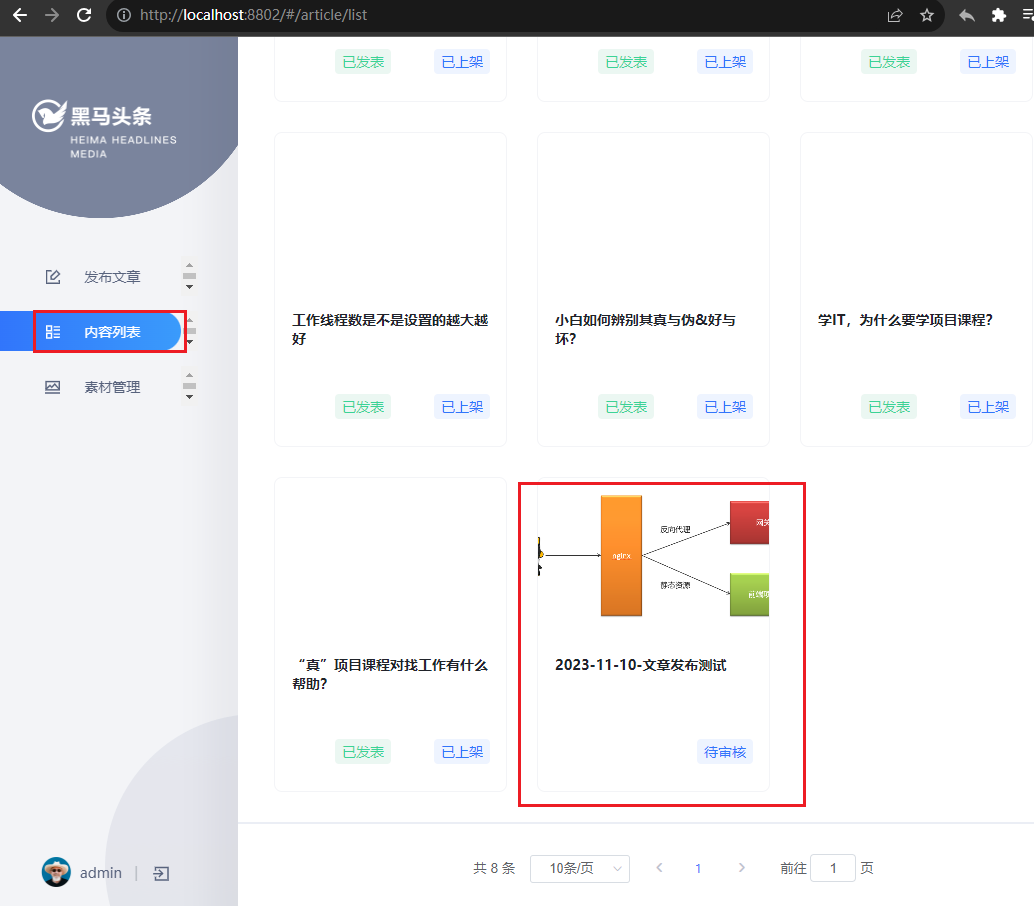 http://localhost:8802/#/article/list
黑马头条
HEIMA HEADLINES
MEDIA
发布文章
内容列表
素材管理
admin
已发表 已上架 已发表 已上架 已发表 已上架
工作线程数是不是设置的越大越
好
小白如何辨别其真与伪&好与
坏?
学IT，为什么要学项目课程?
已发表 已上架 已发表 已上架 已发表 已上架
“真”项目课程对找工作有什么
帮助?
已发表 已上架
反向代理
网关
nginx
静态资源
前端
2023-11-10-文章发布测试
待审核
共 8 条 10条/页 1 前往 1 页